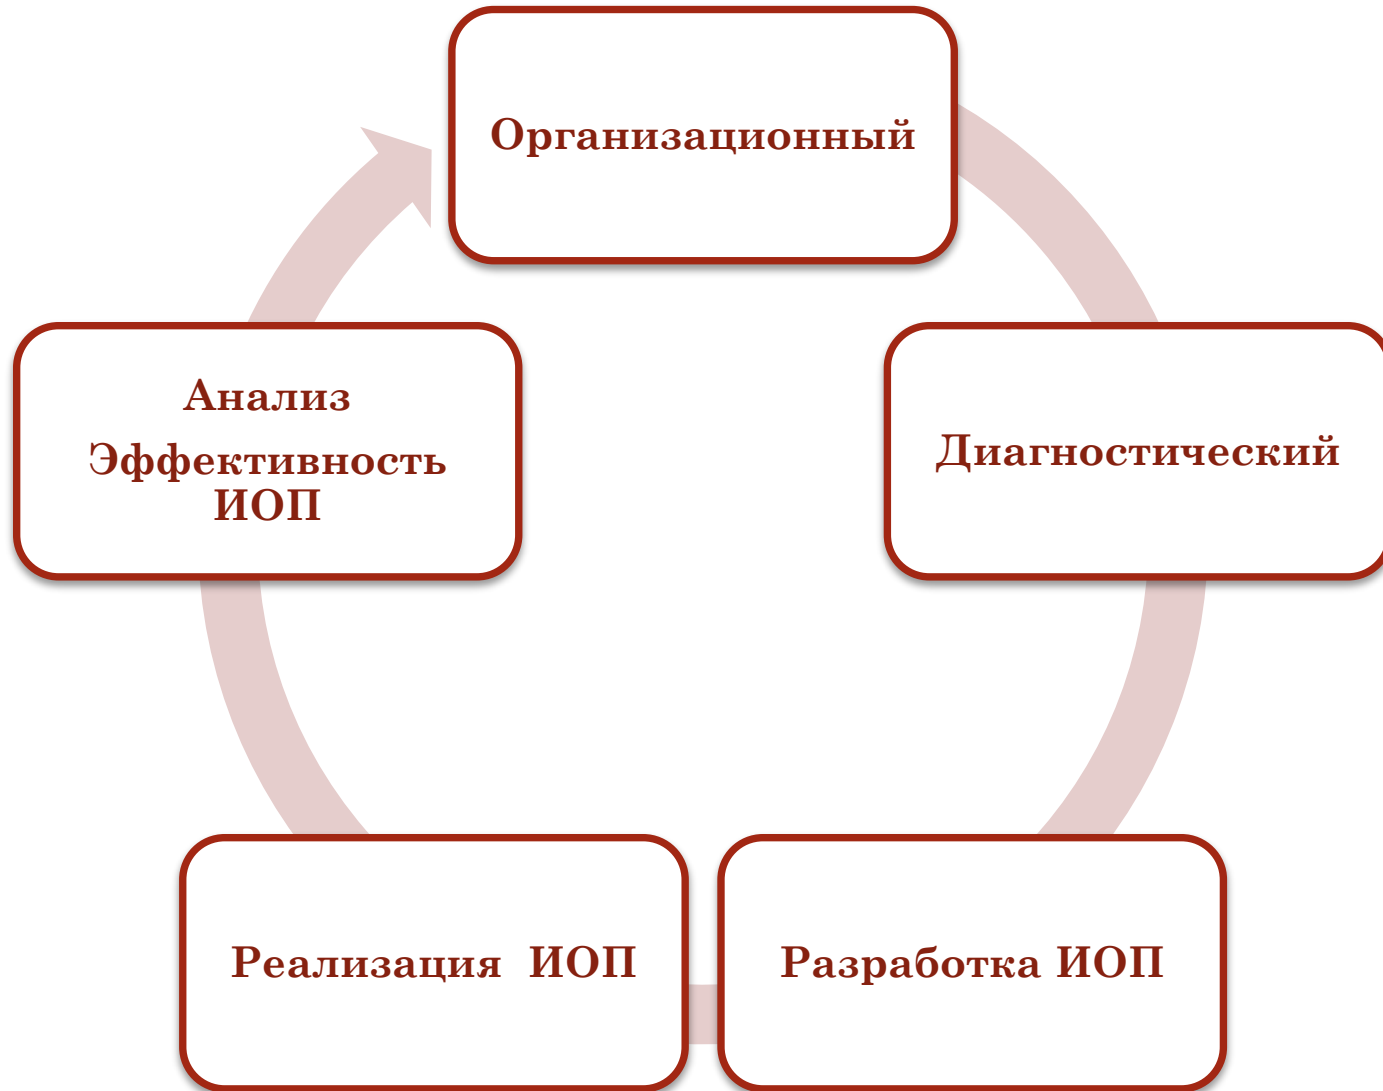 Организационный
Диагностический
Разработка ИОП
Реализация ИОП
Анализ
Эффективность
ИОП